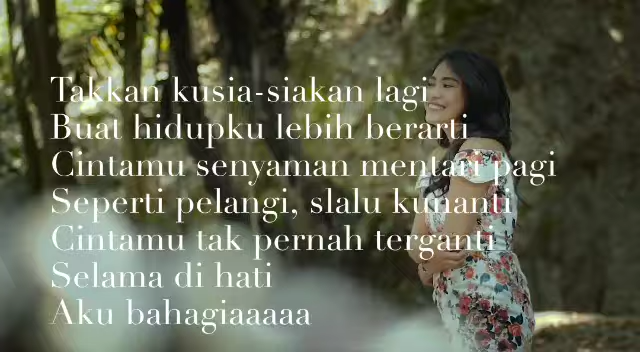 Takkan kusia-siakan lagi
Buat hidupku lebih berarti
Cintamu senyaman mentari pagi
Seperti pelangi, slalu kunanti
Cintamu tak pernah terganti
Selama di hati
Aku bahagiaaaaa